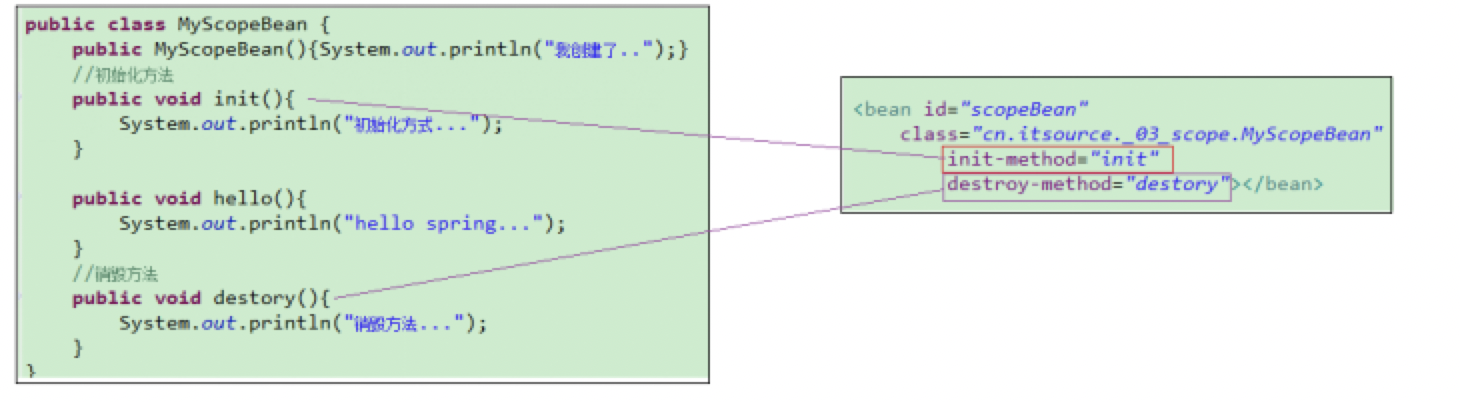 public class MyScopeBean {
    public MyScopeBean(){System.out.println("我创建了..");}
    //初始化方法
    public void init(){
        System.out.println("初始化方式...");
    }
    public void hello(){
        System.out.println("hello spring...");
    }
    //销毁方法
    public void destory(){
        System.out.println("销毁方法...");
    }
}
<bean id="scopeBean"
    class="cn.itsource._03_scope.MyScopeBean"
        init-method="init"
        destroy-method="destory"></bean>